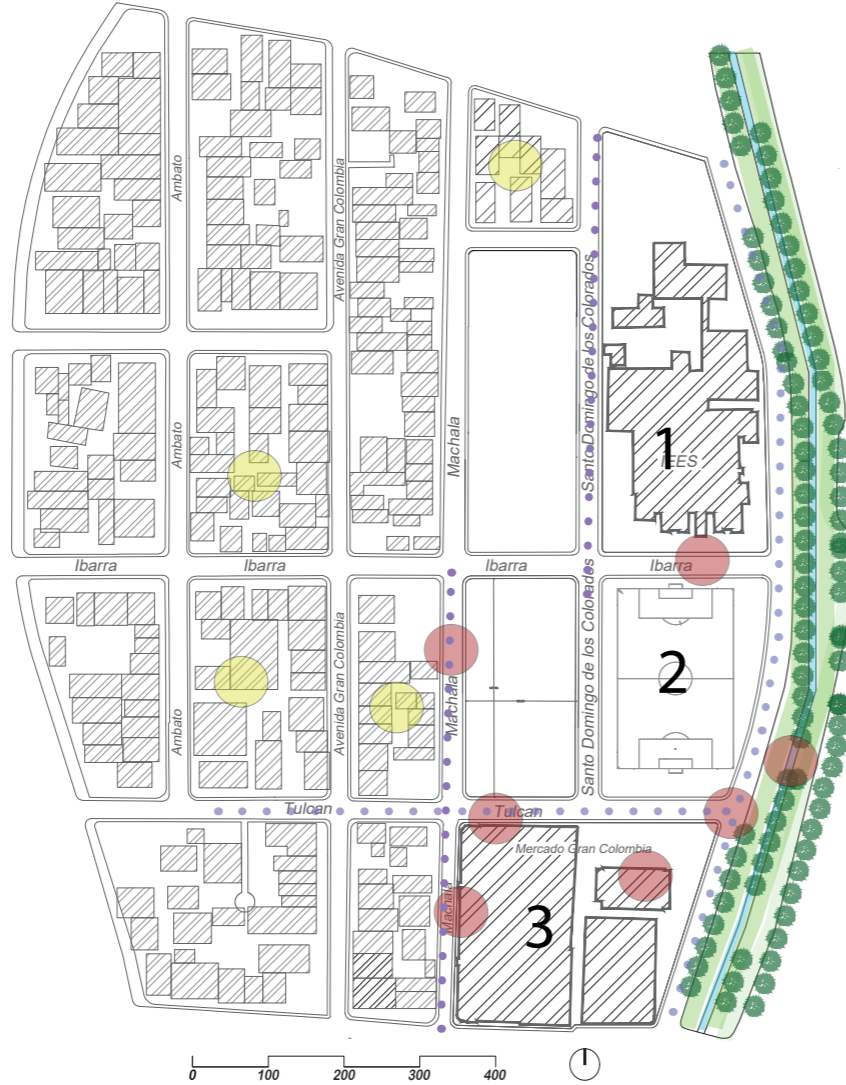 Ambato
Avenida Gran Colombia
Santo Domingo de los Colorados
Machala
Ambato
1
IEES
Ibarra
Ibarra
Ibarra
Ibarra
Ambato
Avenida Gran Colombia
Machala
Santo Domingo de los Colorados
2
Tulcan
Tulcan
Mercado Gran Colombia
Machala
3
0
100
200
300
400